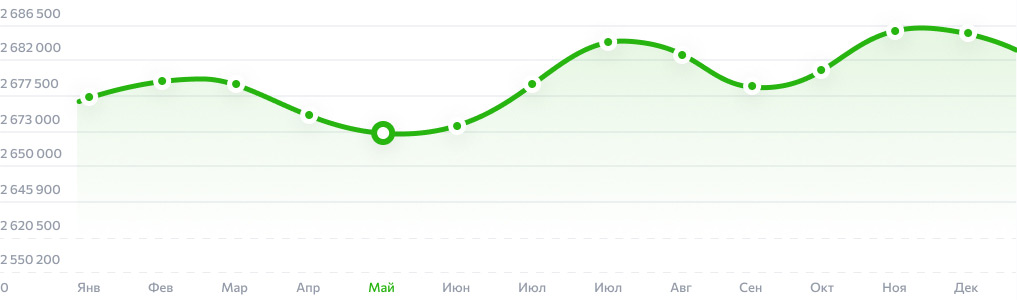 2 686 500
2 682 000
2 677 500
2 673 000
2 650 000
2 645 900
2 620 500
2 550 200
0 Янв Фев Мар Апр Май Июн Июл Июл Авг Сен Окт Ноя Дек